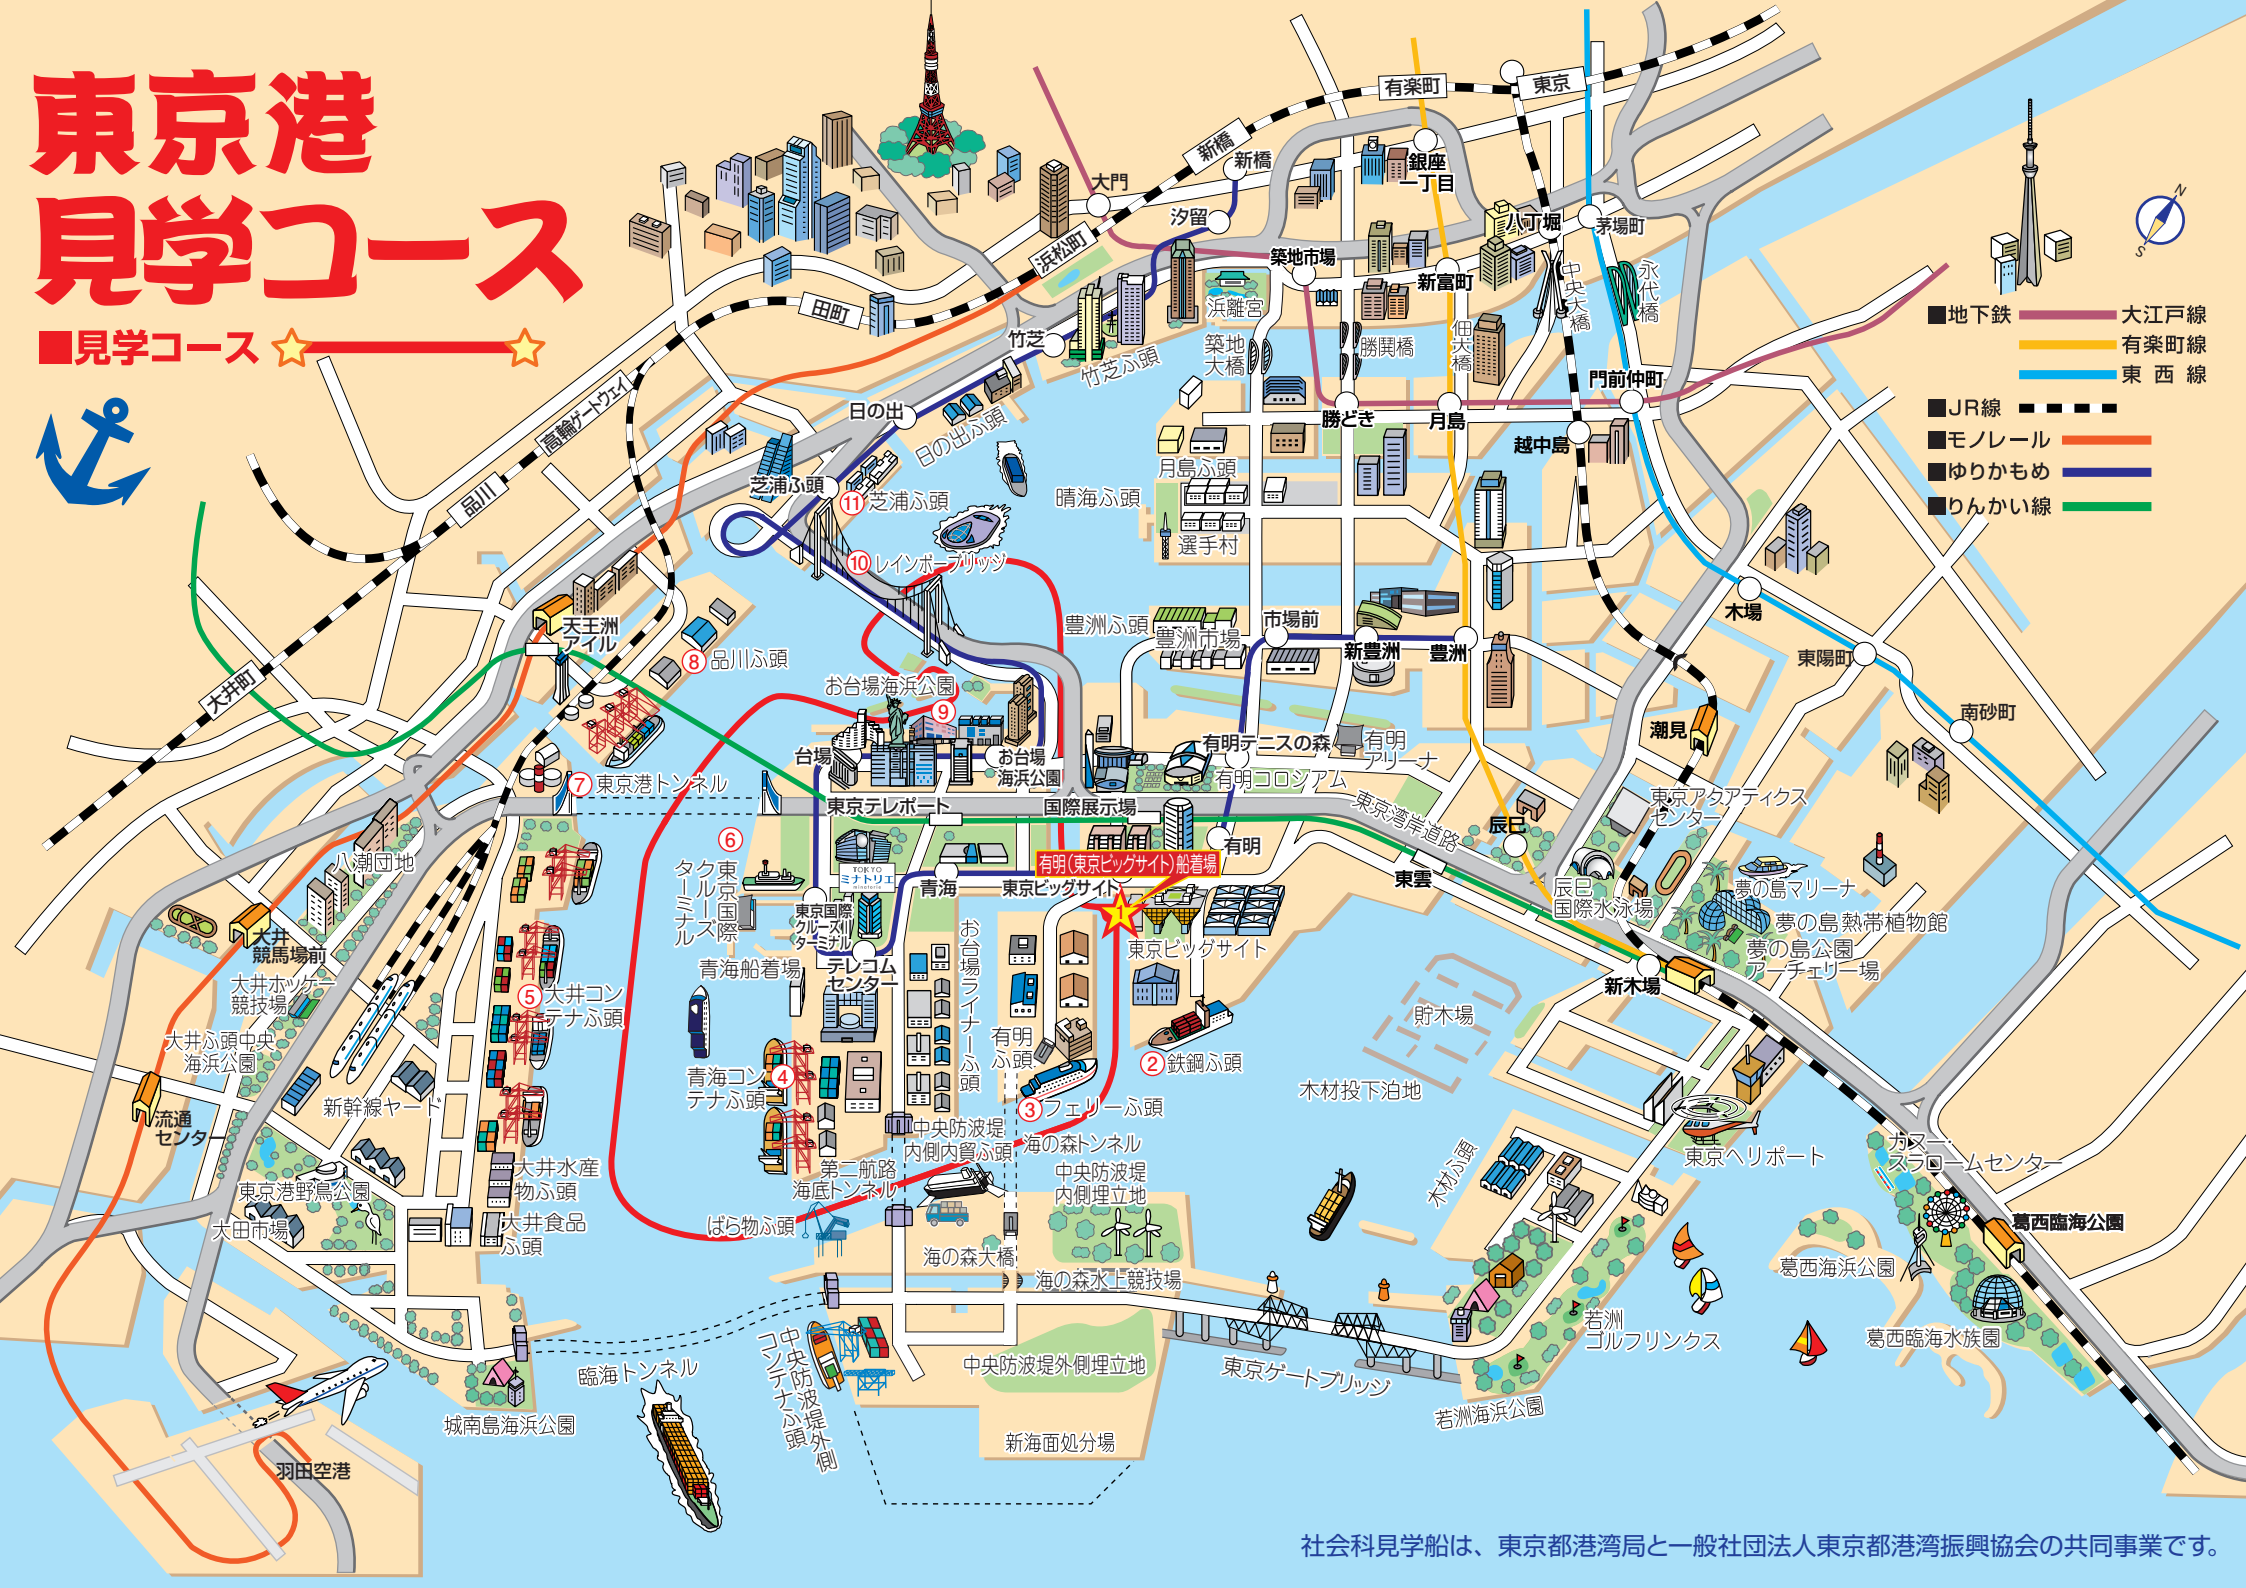 東京港
見学コース
■見学コース
N
S
■地下鉄
大江戸線
有楽町線
東西線
■JR線
■モノレール
■ゆりかもめ
■りんかい線
有楽町
東京
新橋
新橋
銀座
一丁目
大門
汐留
八丁堀
茅場町
浜松町
築地市場
新富町
中央大橋
永代橋
田町
浜離宮
竹芝
竹芝ふ頭
築地
大橋
勝鬨橋
佃大橋
高輪ゲートウェイ
日の出
日の出ふ頭
勝どき
月島
門前仲町
越中島
品川
芝浦ふ頭
⑪芝浦ふ頭
月島ふ頭
晴海ふ頭
選手村
⑩レインボーブリッジ
天王洲
アイル
⑧品川ふ頭
豊洲ふ頭
豊洲市場
市場前
新豊洲
豊洲
木場
東陽町
南砂町
潮見
大井町
お台場海浜公園
⑨
台場
お台場
海浜公園
有明テニスの森
有明
アリーナ
有明コロシアム
⑦東京港トンネル
東京テレポート
国際展示場
東京湾岸道路
東京アクアティクス
センター
辰巳
⑥
東京国際
クルーズ
ターミナル
TOKYO
ミナトリエ
minatorie
有明
有明(東京ビッグサイト)船着場
青海
東京ビッグサイト
1
東雲
八潮団地
東京国際
クルーズ
ターミナル
東京ビッグサイト
辰巳
国際水泳場
夢の島マリーナ
夢の島熱帯植物館
夢の島公園
アーチェリー場
大井
競馬場前
大井ホッケー
競技場
⑤大井コン
テナふ頭
青海船着場
テレコム
センター
お台場ライナーふ頭
新木場
貯木場
大井ふ頭中央
海浜公園
有明
ふ頭
②鉄鋼ふ頭
青海コン
テナふ頭
④
③フェリーふ頭
木材投下泊地
流通
センター
新幹線ヤード
中央防波堤
内側内貿ふ頭
海の森トンネル
東京ヘリポート
カヌー・
スラロームセンター
木材ふ頭
大井水産
物ふ頭
第二航路
海底トンネル
中央防波堤
内側埋立地
東京港野鳥公園
大田市場
大井食品
ふ頭
ばら物ふ頭
海の森大橋
海の森水上競技場
葛西臨海公園
葛西海浜公園
若洲
ゴルフリンクス
葛西臨海水族園
臨海トンネル
中央防波堤外側
コンテナふ頭
中央防波堤外側埋立地
東京ゲートブリッジ
若洲海浜公園
城南島海浜公園
新海面処分場
羽田空港
社会科見学船は、東京都港湾局と一般社団法人東京都港湾振興協会の共同事業です。